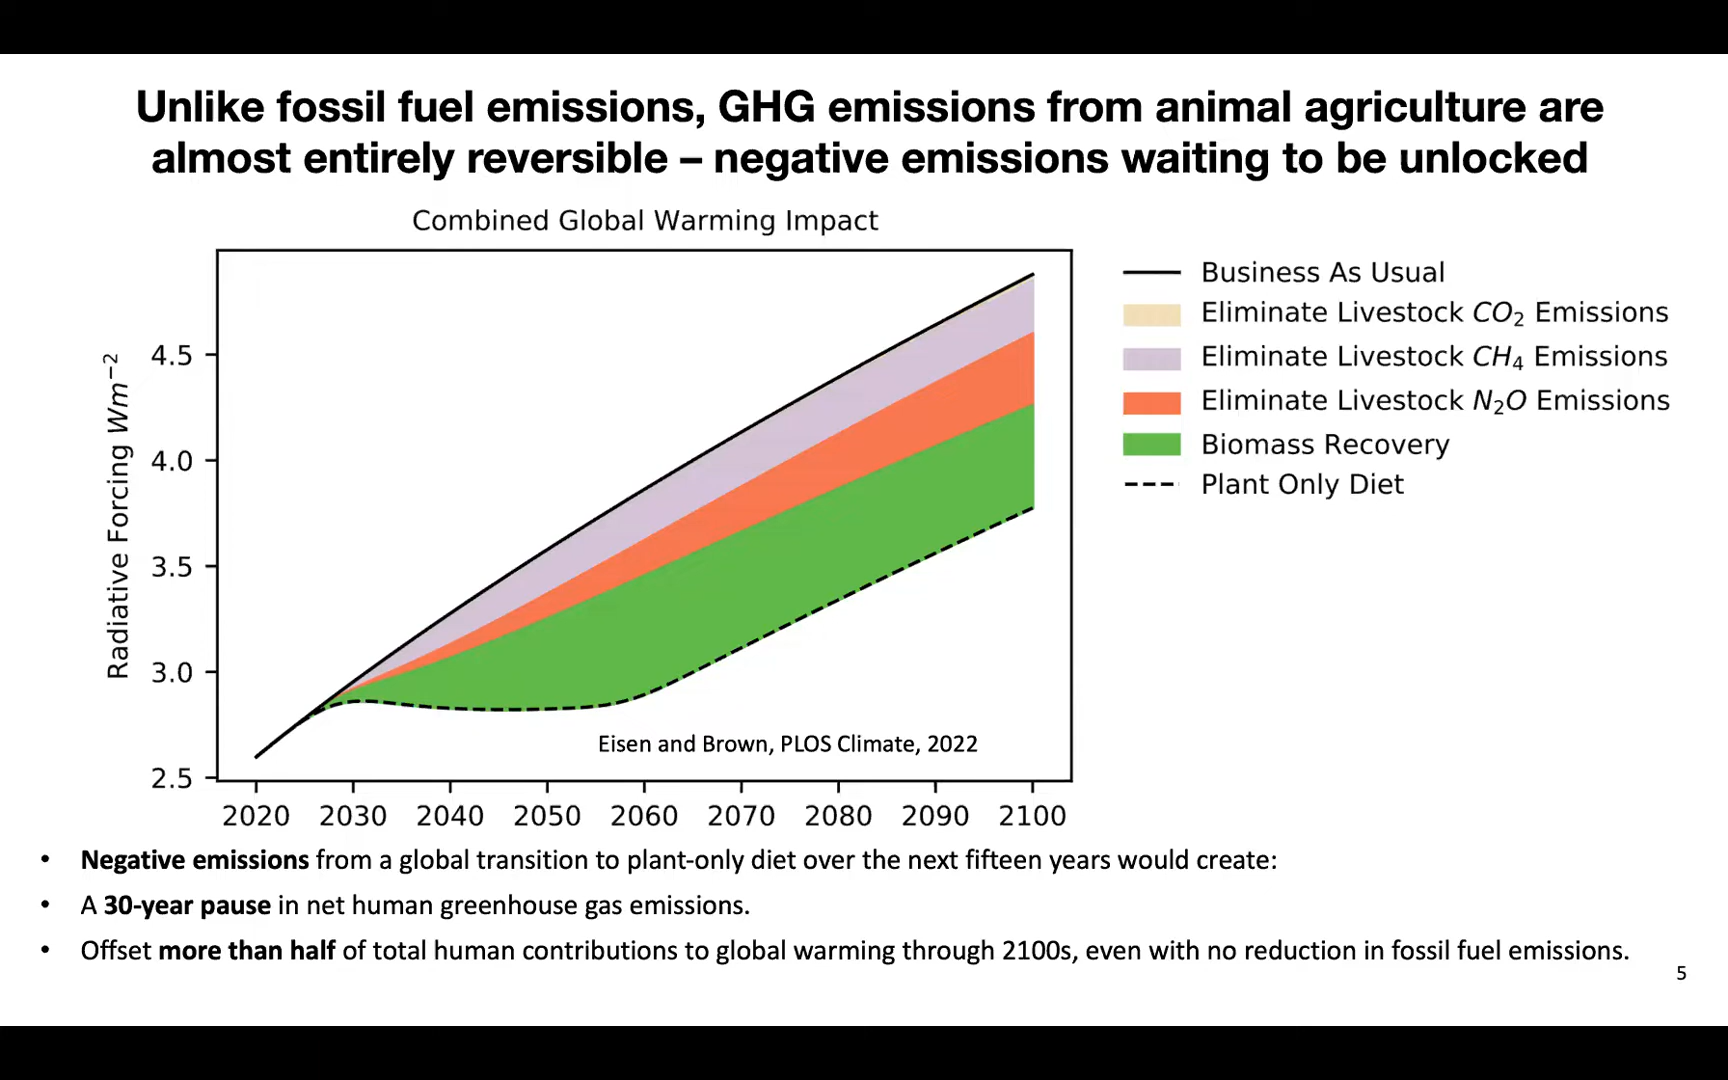 Unlike fossil fuel emissions, GHG emissions from animal agriculture are
almost entirely reversible – negative emissions waiting to be unlocked
Combined Global Warming Impact
Radiative Forcing Wm⁻²
4.5
4.0
3.5
3.0
2.5
2020 2030 2040 2050 2060 2070 2080 2090 2100
Eisen and Brown, PLOS Climate, 2022
Business As Usual
Eliminate Livestock CO₂ Emissions
Eliminate Livestock CH₄ Emissions
Eliminate Livestock N₂O Emissions
Biomass Recovery
Plant Only Diet
• Negative emissions from a global transition to plant-only diet over the next fifteen years would create:
• A 30-year pause in net human greenhouse gas emissions.
• Offset more than half of total human contributions to global warming through 2100s, even with no reduction in fossil fuel emissions.
5